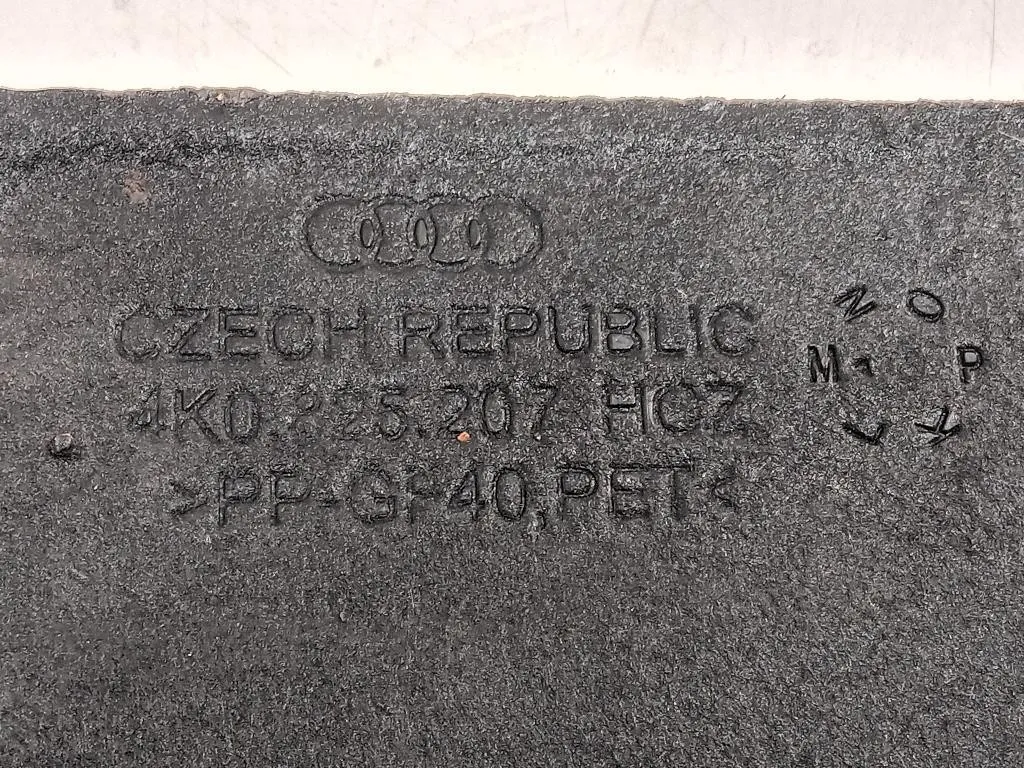 CZECH REPUBLIC
4K0.825.207 HCZ
>PP-GF40,PET<
N O
M P
L K